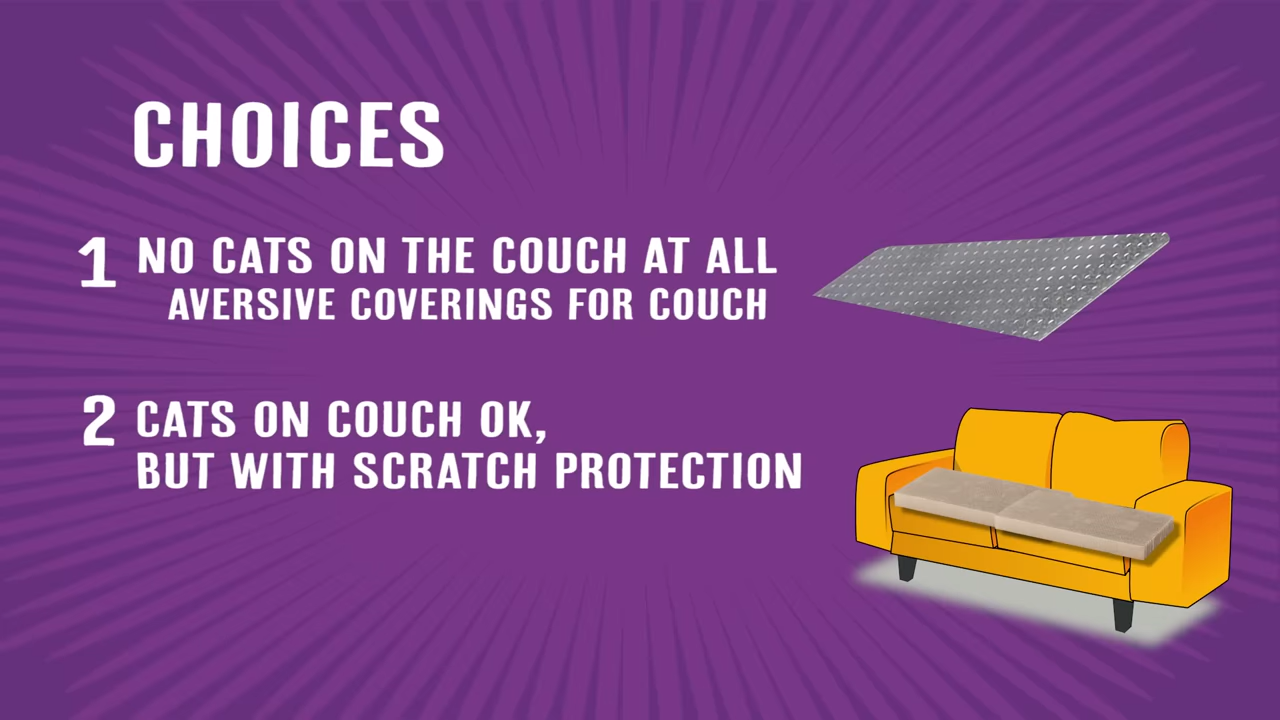 CHOICES
1 NO CATS ON THE COUCH AT ALL
AVERSIVE COVERINGS FOR COUCH
2 CATS ON COUCH OK,
BUT WITH SCRATCH PROTECTION